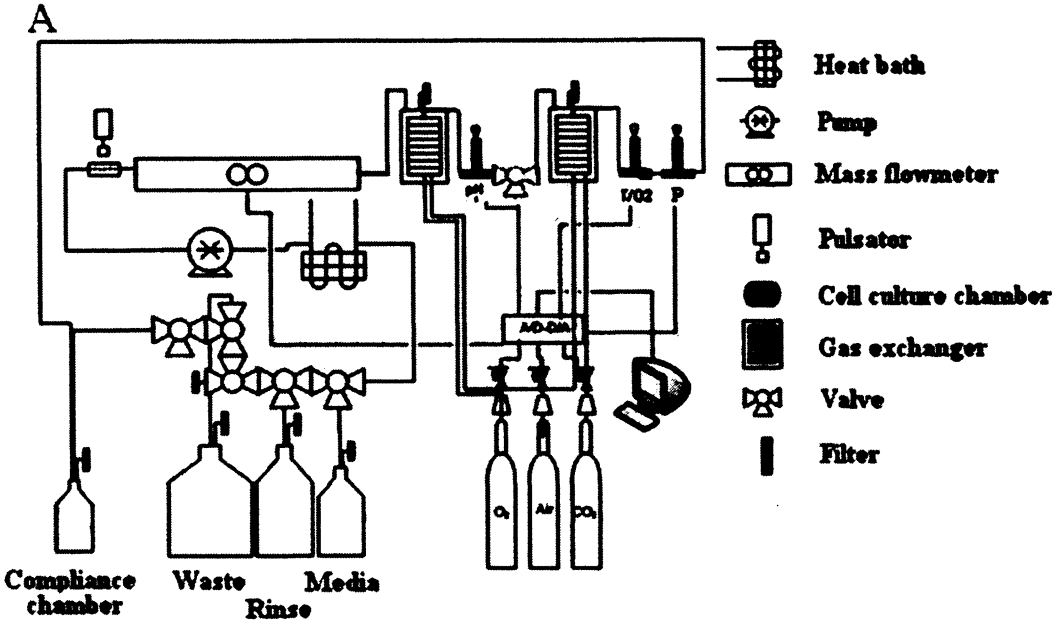 A
Heat bath
Pump
Mass flowmeter
Pulsator
Cell culture chamber
Gas exchanger
Valve
Filter
pH
T/O2
P
A/D-D/A
O₂
Air
CO₂
Compliance
chamber
Waste
Rinse
Media